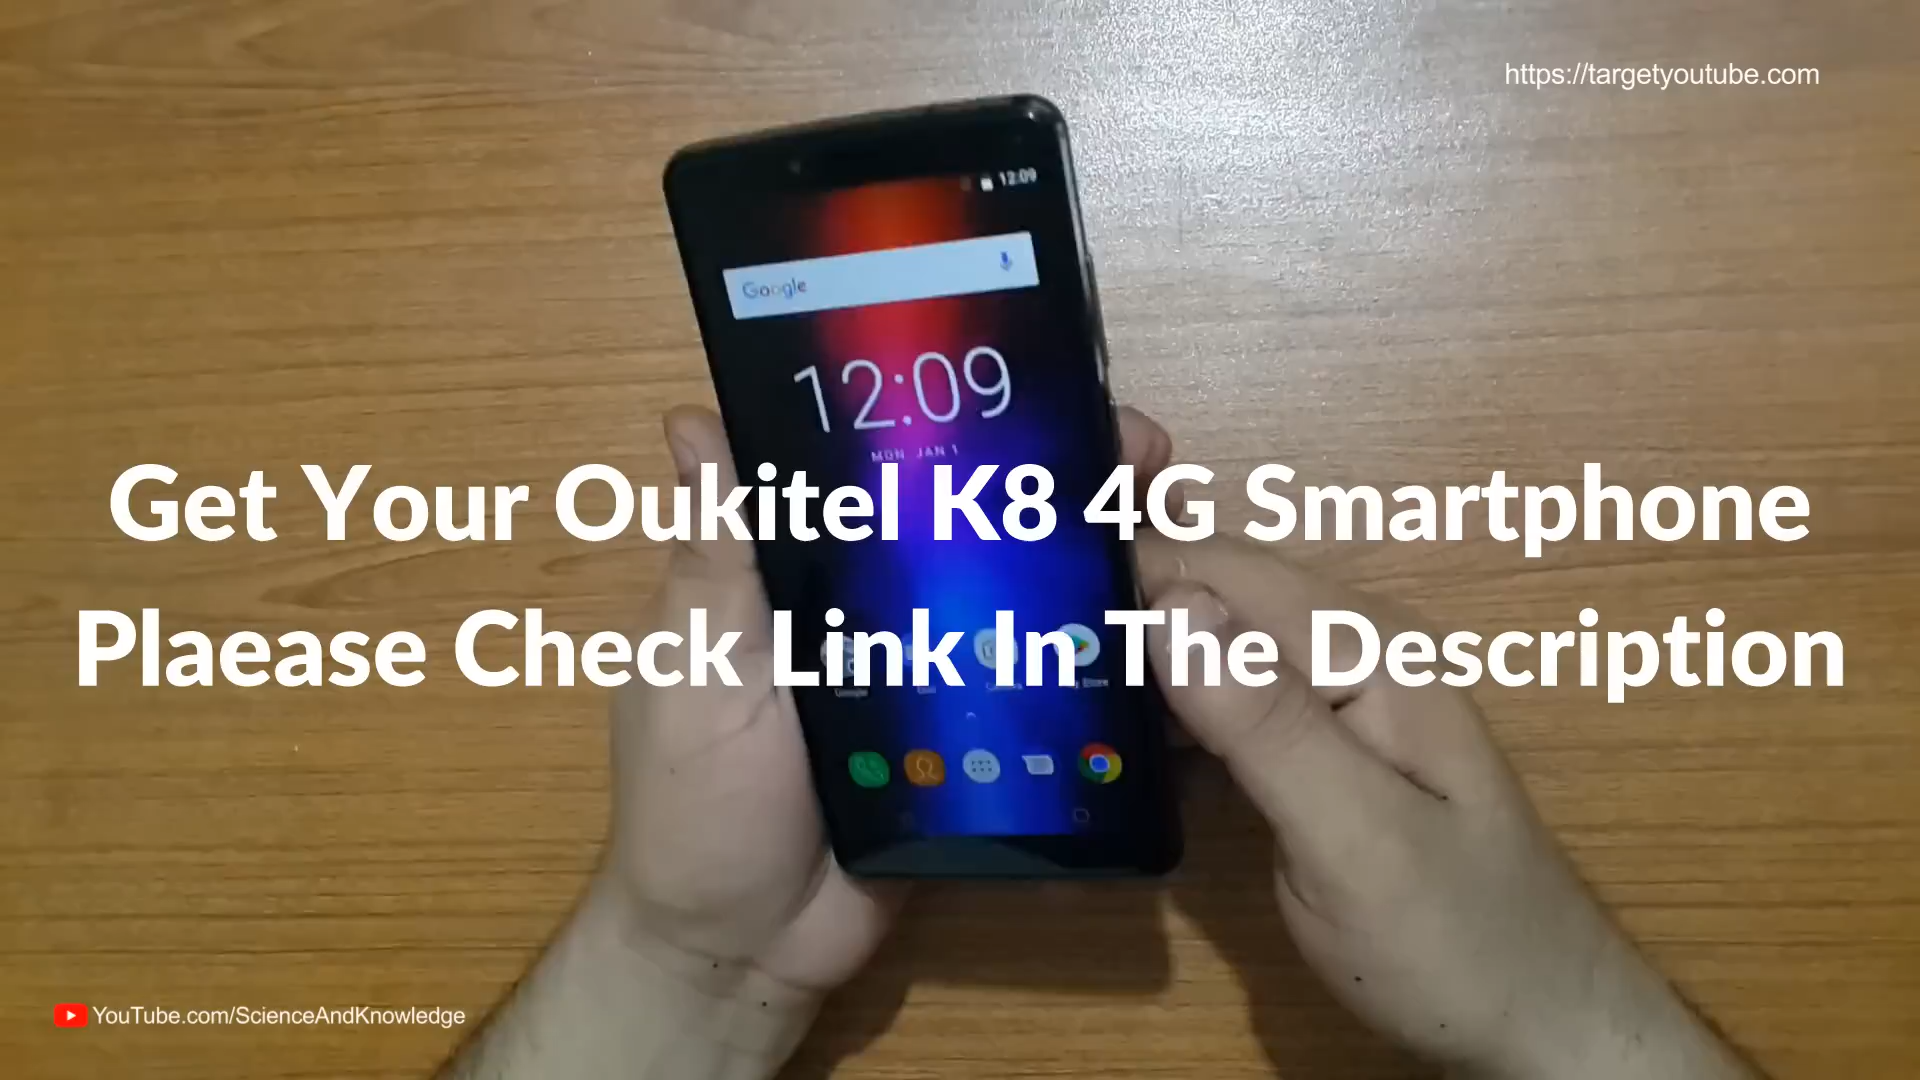 https://targetyoutube.com
12:09
Google
12:09
MON, JAN 1
Get Your Oukitel K8 4G Smartphone
Plaease Check Link In The Description
Google
YouTube.com/ScienceAndKnowledge